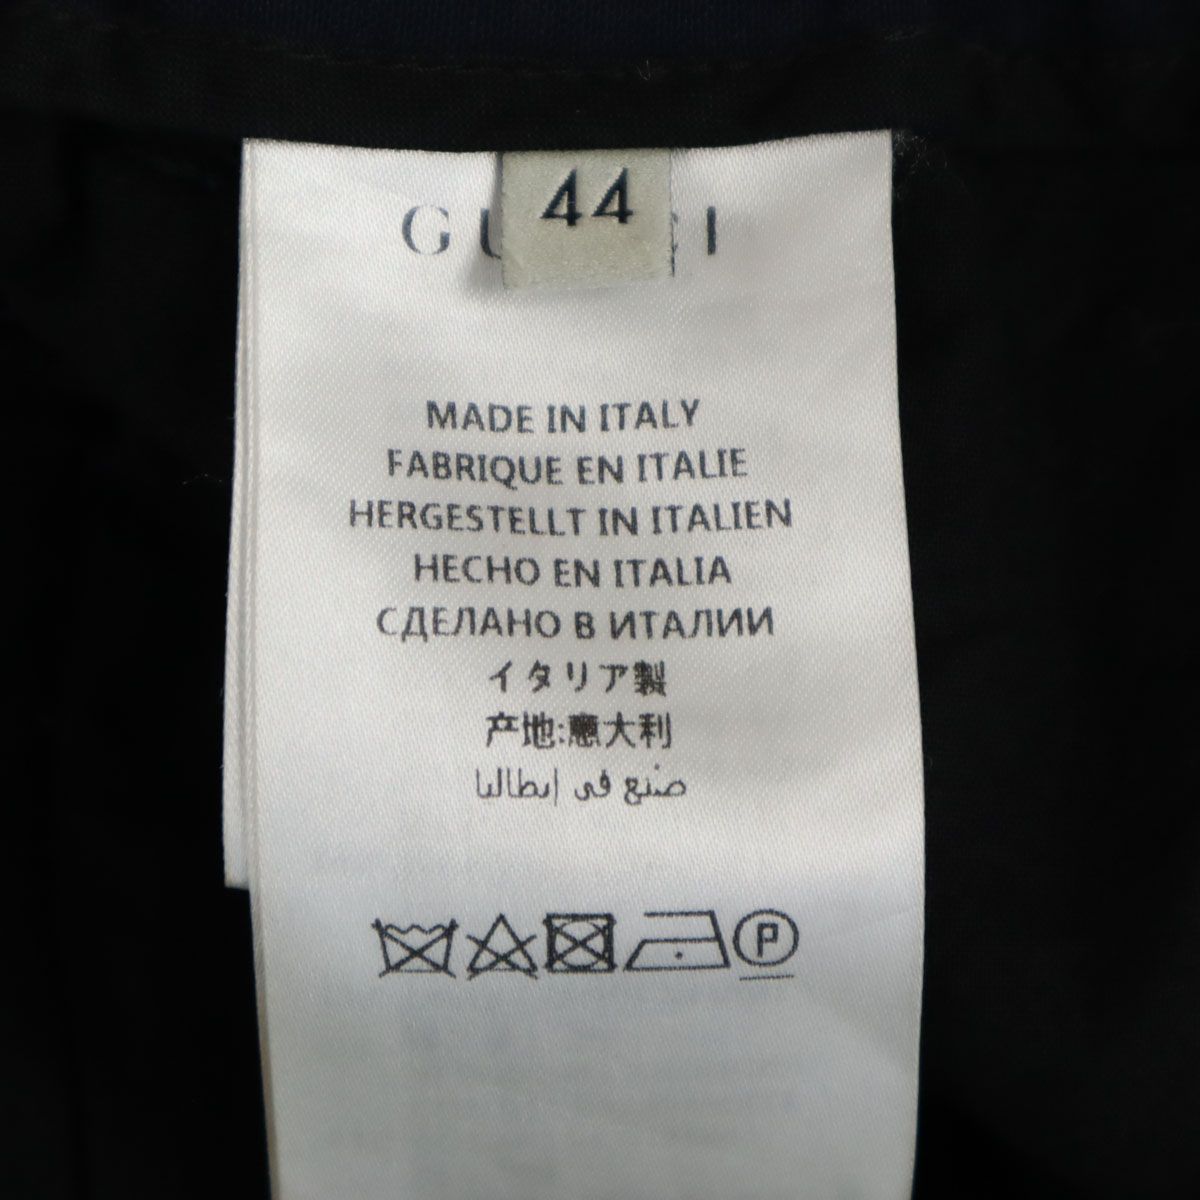 44
GUCCI
MADE IN ITALY
FABRIQUE EN ITALIE
HERGESTELLT IN ITALIEN
HECHO EN ITALIA
СДЕЛАНО В ИТАЛИИ
イタリア製
产地:意大利
صنع في إيطاليا
P